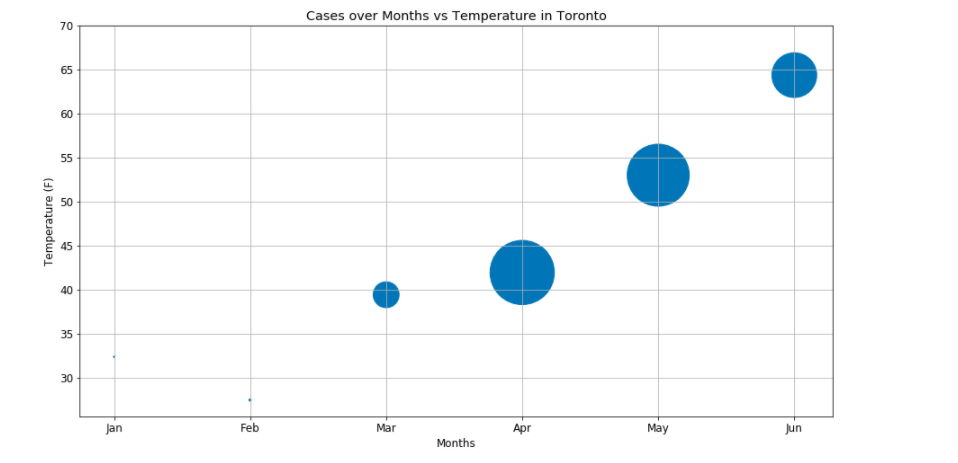 Cases over Months vs Temperature in Toronto
70
65
60
55
50
45
40
35
30
Temperature (F)
Jan Feb Mar Apr May Jun
Months